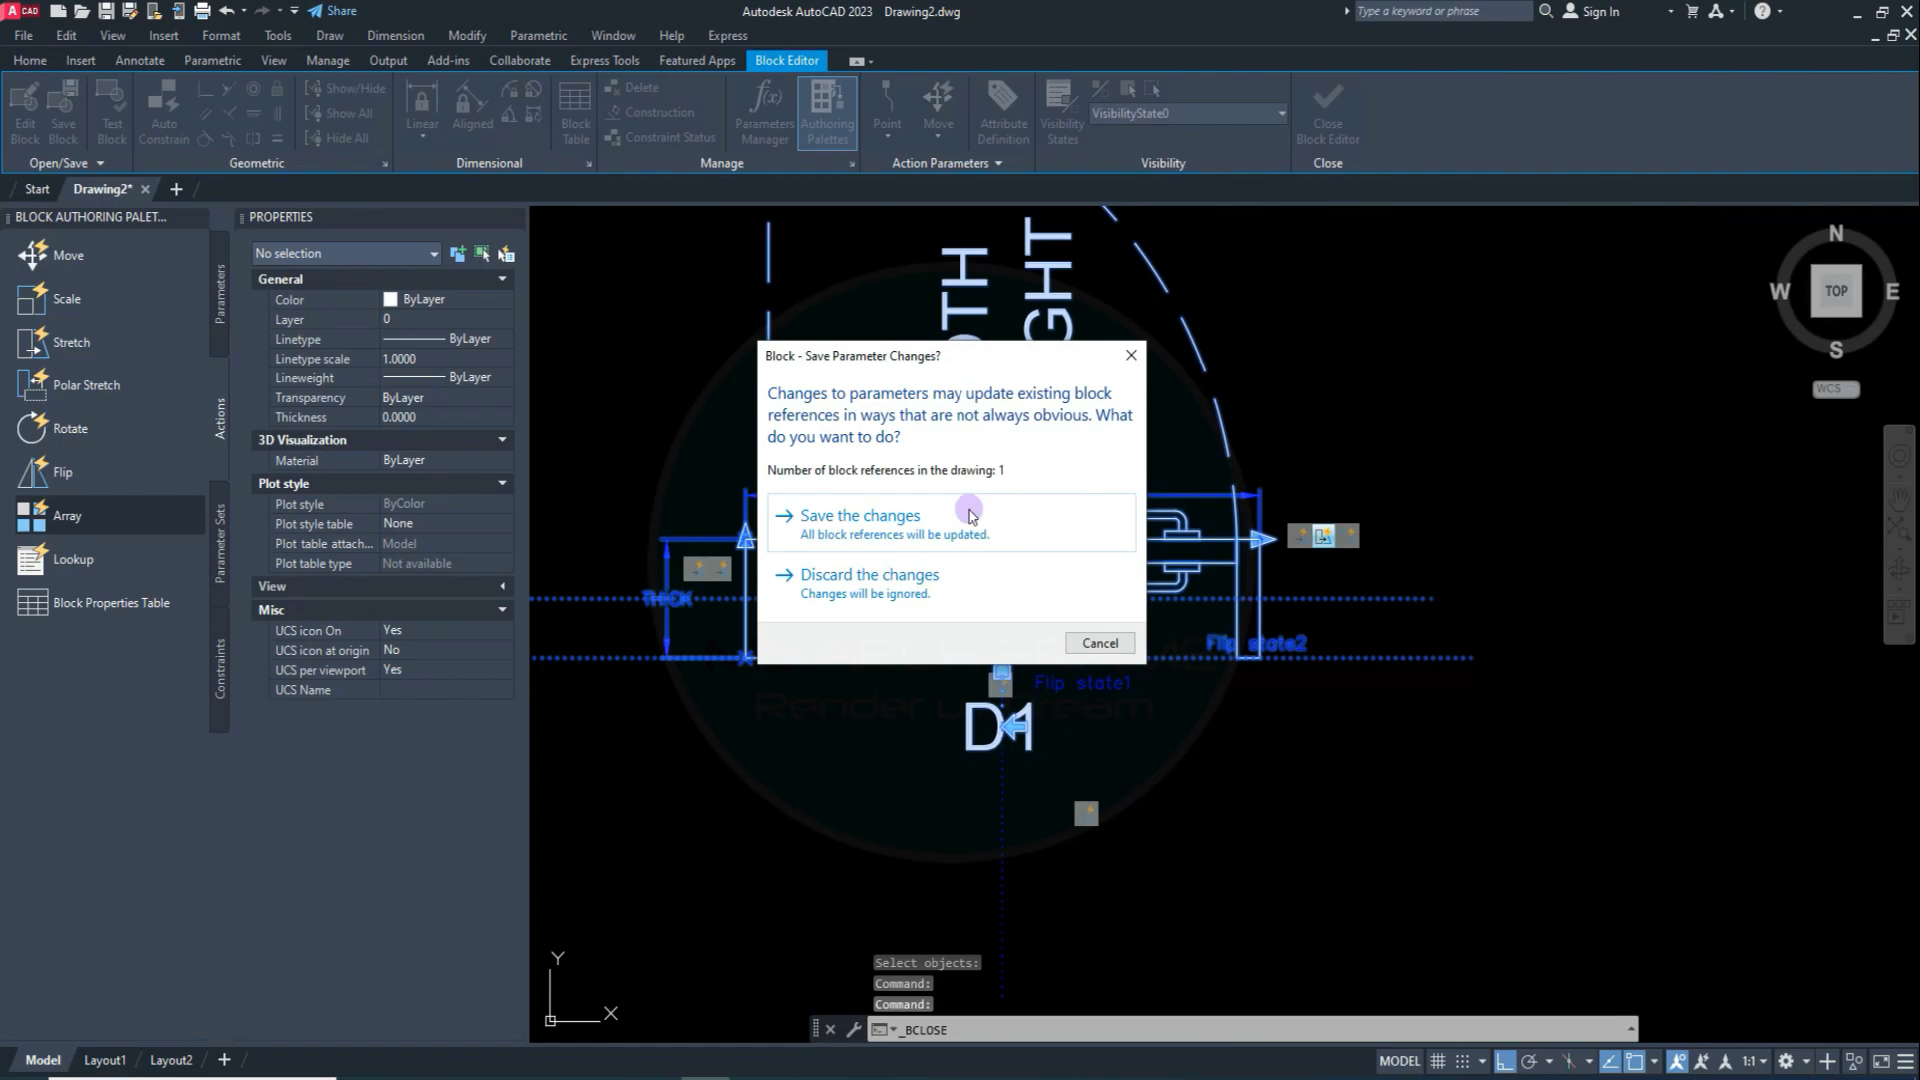 A CAD
Share
Autodesk AutoCAD 2023 Drawing2.dwg
Type a keyword or phrase
Sign In
File Edit View Insert Format Tools Draw Dimension Modify Parametric Window Help Express
Home Insert Annotate Parametric View Manage Output Add-ins Collaborate Express Tools Featured Apps Block Editor
Edit Block
Save Block
Test Block
Auto Constrain
Show/Hide
Show All
Hide All
Linear
Aligned
Block Table
Delete
Construction
Constraint Status
f(x)
Parameters Manager
Authoring Palettes
Point
Move
Attribute Definition
Visibility States
VisibilityState0
Close Block Editor
Open/Save
Geometric
Dimensional
Manage
Action Parameters
Visibility
Close
Start
Drawing2*
BLOCK AUTHORING PALET...
Move
Scale
Stretch
Polar Stretch
Rotate
Flip
Array
Lookup
Block Properties Table
Parameters
Actions
Parameter Sets
Constraints
PROPERTIES
No selection
General
Color ByLayer
Layer 0
Linetype ByLayer
Linetype scale 1.0000
Lineweight ByLayer
Transparency ByLayer
Thickness 0.0000
3D Visualization
Material ByLayer
Plot style
Plot style ByColor
Plot style table None
Plot table attach... Model
Plot table type Not available
View
Misc
UCS icon On Yes
UCS icon at origin No
UCS per viewport Yes
UCS Name
N
W TOP E
S
WCS
Block - Save Parameter Changes?
Changes to parameters may update existing block
references in ways that are not always obvious. What
do you want to do?
Number of block references in the drawing: 1
Save the changes
All block references will be updated.
Discard the changes
Changes will be ignored.
Cancel
THICK
Flip state2
Flip state1
D1
Y
X
Select objects:
Command:
Command:
_BCLOSE
Model Layout1 Layout2
MODEL
1:1